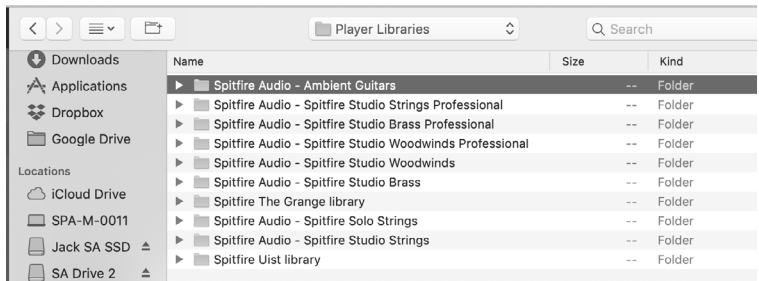 Player Libraries
Search
Downloads
Applications
Dropbox
Google Drive
Locations
iCloud Drive
SPA-M-0011
Jack SA SSD
SA Drive 2
Name Size Kind
Spitfire Audio - Ambient Guitars -- Folder
Spitfire Audio - Spitfire Studio Strings Professional -- Folder
Spitfire Audio - Spitfire Studio Brass Professional -- Folder
Spitfire Audio - Spitfire Studio Woodwinds Professional -- Folder
Spitfire Audio - Spitfire Studio Woodwinds -- Folder
Spitfire Audio - Spitfire Studio Brass -- Folder
Spitfire The Grange library -- Folder
Spitfire Audio - Spitfire Solo Strings -- Folder
Spitfire Audio - Spitfire Studio Strings -- Folder
Spitfire Uist library -- Folder